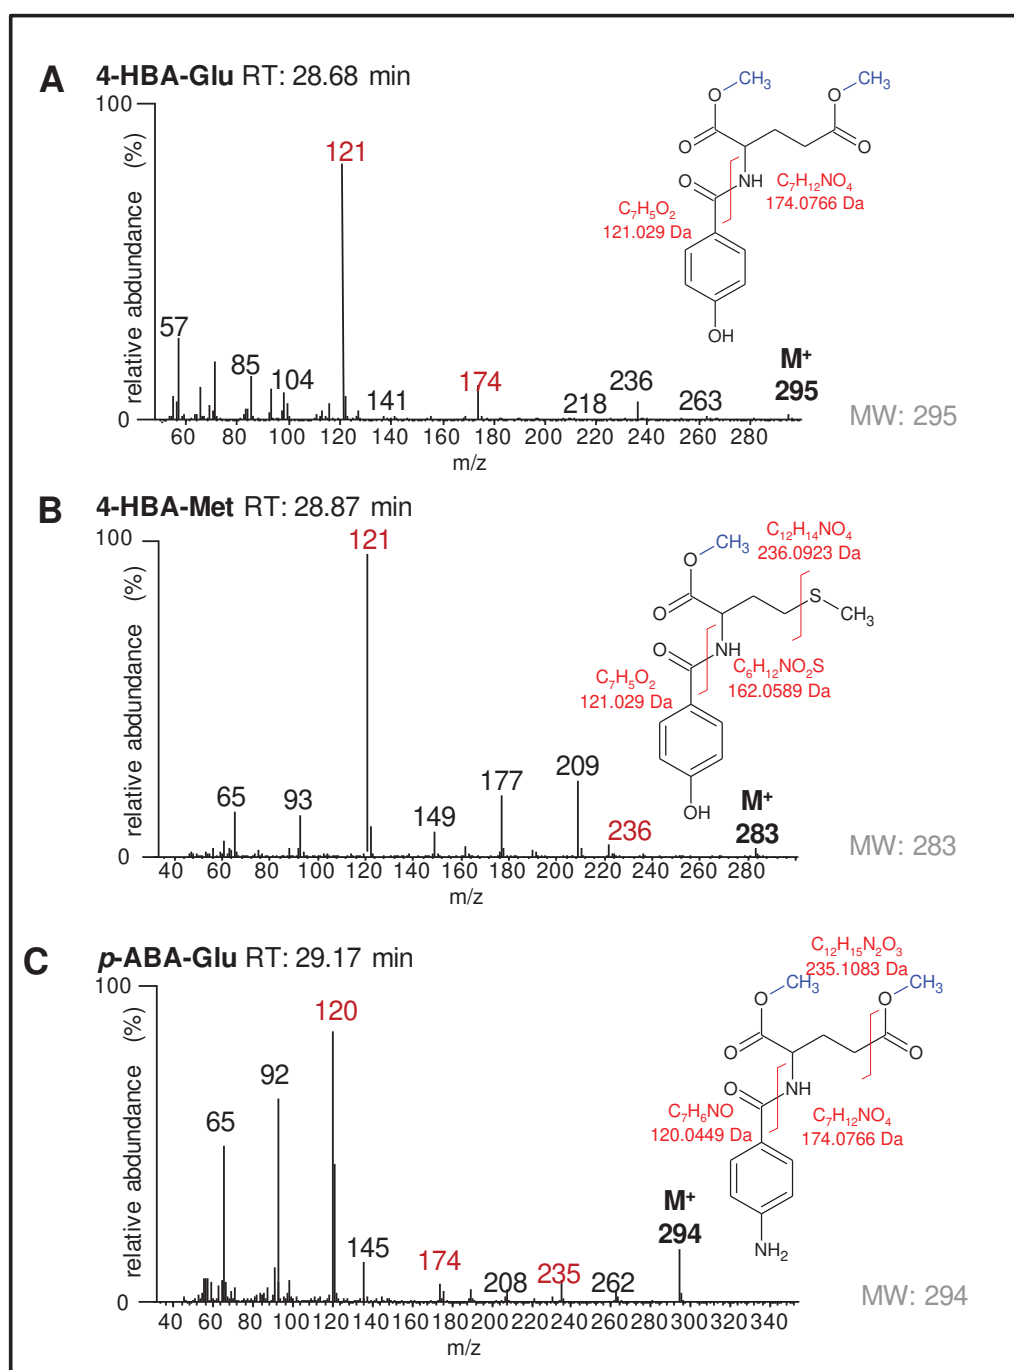 A 4-HBA-Glu RT: 28.68 min
100
relative abdundance (%)
0
57
85
104
121
141
174
218
236
263
M+
295
60 80 100 120 140 160 180 200 220 240 260 280
m/z
MW: 295
O CH3
O CH3
O
O
O
NH
C7H5O2
121.029 Da
C7H12NO4
174.0766 Da
OH
B 4-HBA-Met RT: 28.87 min
100
relative abdundance (%)
0
65
93
121
149
177
209
236
M+
283
40 60 80 100 120 140 160 180 200 220 240 260 280
m/z
MW: 283
C12H14NO4
236.0923 Da
O CH3
O
S
CH3
O
NH
C7H5O2
121.029 Da
C6H12NO2S
162.0589 Da
OH
C p-ABA-Glu RT: 29.17 min
100
relative abdundance (%)
0
65
92
120
145
174
208
235
262
M+
294
40 60 80 100 120 140 160 180 200 220 240 260 280 300 320 340
m/z
MW: 294
C12H15N2O3
235.1083 Da
O CH3
O CH3
O
O
O
NH
C7H6NO
120.0449 Da
C7H12NO4
174.0766 Da
NH2